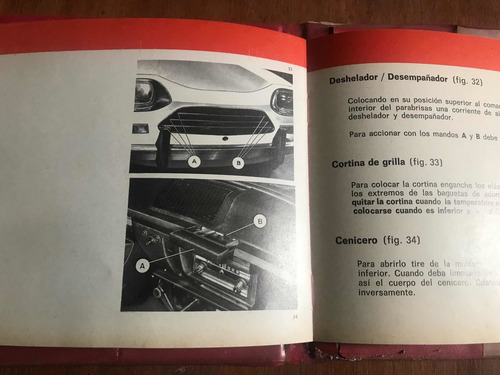 33
A
B
B
A
34
Deshelador / Desempañador (fig. 32)
Colocando en su posición superior al
interior del parabrisas una corriente de
deshelador y desempañador.
Para accionar con los mandos A y B debe
Cortina de grilla (fig. 33)
Para colocar la cortina enganche los
los extremos de las baguetas de
quitar la cortina cuando la
colocarse cuando es inferior a
Cenicero (fig. 34)
Para abrirlo tire de la
inferior. Cuando deba
así el cuerpo del cenicero.
inversamente.